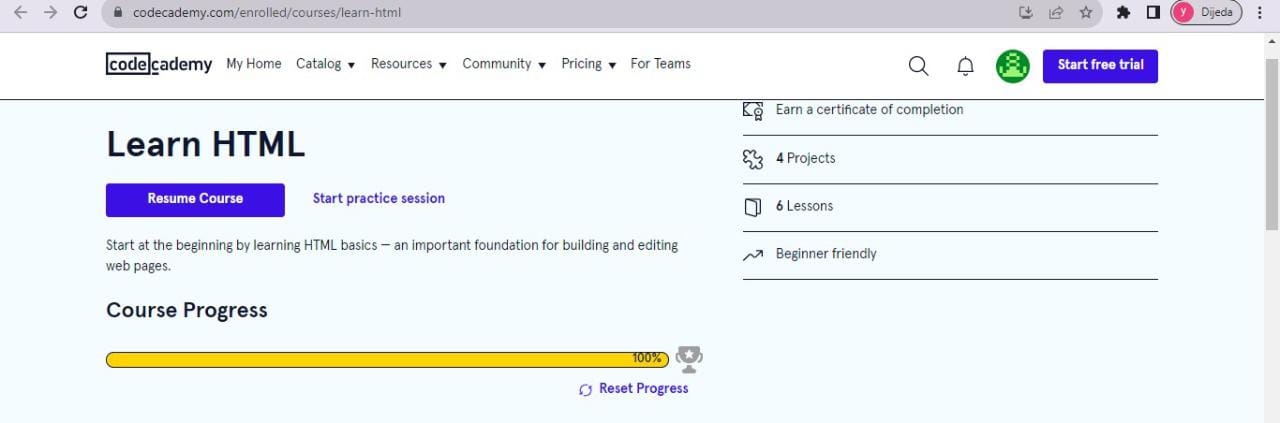 codecademy.com/enrolled/courses/learn-html
y Dijeda
codecademy My Home Catalog Resources Community Pricing For Teams Start free trial
Earn a certificate of completion
Learn HTML
4 Projects
Resume Course Start practice session
6 Lessons
Start at the beginning by learning HTML basics — an important foundation for building and editing
web pages.
Beginner friendly
Course Progress
100%
Reset Progress